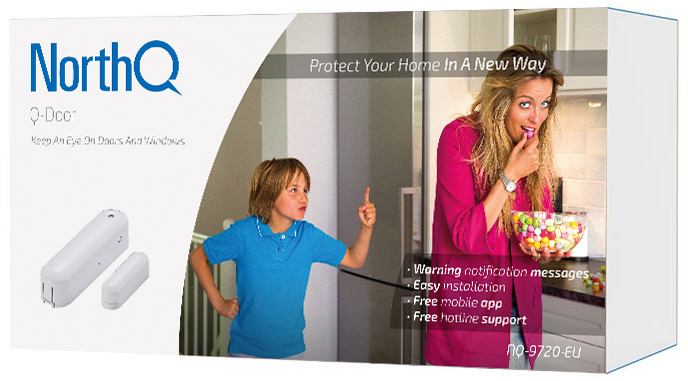 NorthQ
Q-Door
Keep An Eye On Doors And Windows
Protect Your Home In A New Way
• Warning notification messages
• Easy installation
• Free mobile app
• Free hotline support
NQ-9720-EU